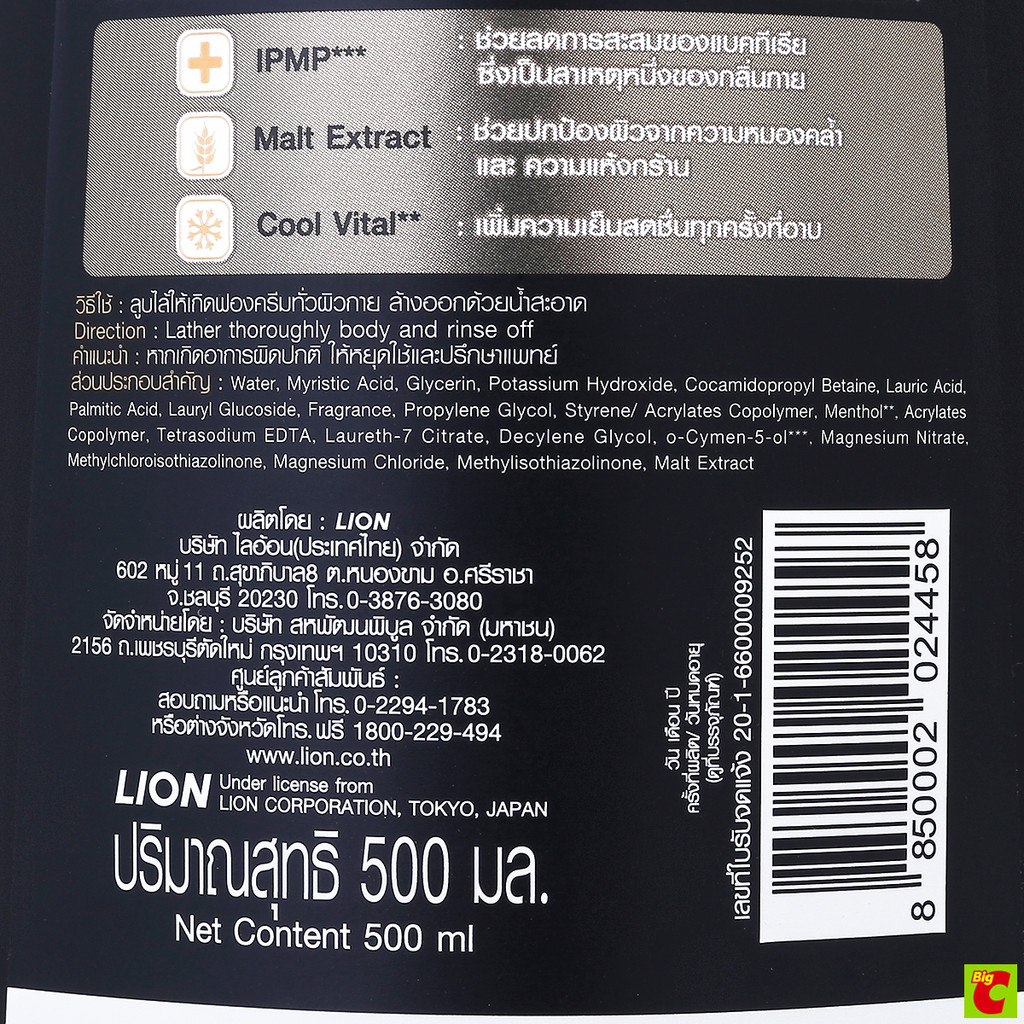 IPMP*** : ช่วยลดการสะสมของแบคทีเรีย
ซึ่งเป็นสาเหตุหนึ่งของกลิ่นกาย
Malt Extract : ช่วยปกป้องผิวจากความหมองคล้ำ
และ ความแห้งกร้าน
Cool Vital** : เพิ่มความเย็นสดชื่นทุกครั้งที่อาบ
วิธีใช้ : ลูบไล้ให้เกิดฟองครีมทั่วผิวกาย ล้างออกด้วยน้ำสะอาด
Direction : Lather thoroughly body and rinse off
คำแนะนำ : หากเกิดอาการผิดปกติ ให้หยุดใช้และปรึกษาแพทย์
ส่วนประกอบสำคัญ : Water, Myristic Acid, Glycerin, Potassium Hydroxide, Cocamidopropyl Betaine, Lauric Acid,
Palmitic Acid, Lauryl Glucoside, Fragrance, Propylene Glycol, Styrene/ Acrylates Copolymer, Menthol**, Acrylates
Copolymer, Tetrasodium EDTA, Laureth-7 Citrate, Decylene Glycol, o-Cymen-5-ol***, Magnesium Nitrate,
Methylchloroisothiazolinone, Magnesium Chloride, Methylisothiazolinone, Malt Extract
ผลิตโดย : LION
บริษัท ไลอ้อน(ประเทศไทย) จำกัด
602 หมู่ 11 ถ.สุขาภิบาล8 ต.หนองขาม อ.ศรีราชา
จ.ชลบุรี 20230 โทร. 0-3876-3080
จัดจำหน่ายโดย : บริษัท สหพัฒนพิบูล จำกัด (มหาชน)
2156 ถ.เพชรบุรีตัดใหม่ กรุงเทพฯ 10310 โทร. 0-2318-0062
ศูนย์ลูกค้าสัมพันธ์ :
สอบถามหรือแนะนำ โทร. 0-2294-1783
หรือต่างจังหวัดโทร. ฟรี 1800-229-494
www.lion.co.th
LION Under license from
LION CORPORATION, TOKYO, JAPAN
ปริมาณสุทธิ 500 มล.
Net Content 500 ml
วัน เดือน ปี
ครั้งที่ผลิต/ วันหมดอายุ
(ดูที่บรรจุภัณฑ์)
เลขที่ใบรับจดแจ้ง 20-1-6600009252
8 850002 024458
Big C